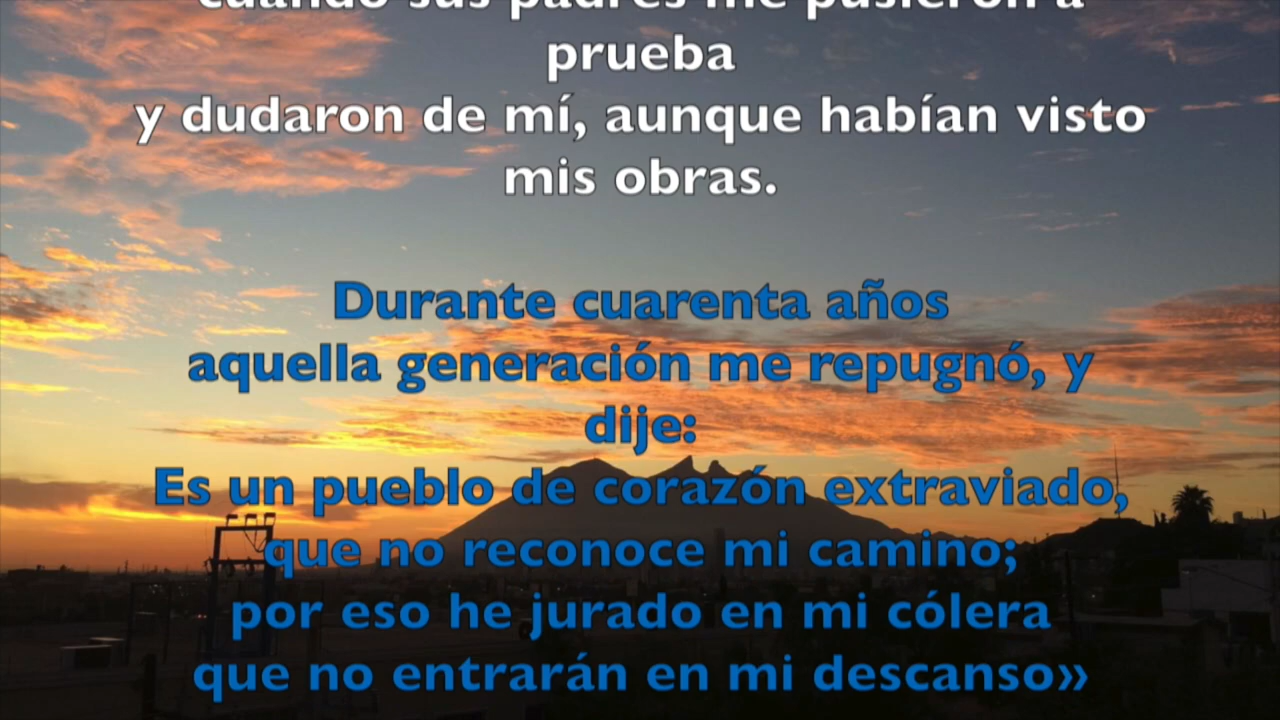 cuando sus padres me pusieron a
prueba
y dudaron de mí, aunque habían visto
mis obras.
Durante cuarenta años
aquella generación me repugnó, y
dije:
Es un pueblo de corazón extraviado,
que no reconoce mi camino;
por eso he jurado en mi cólera
que no entrarán en mi descanso»